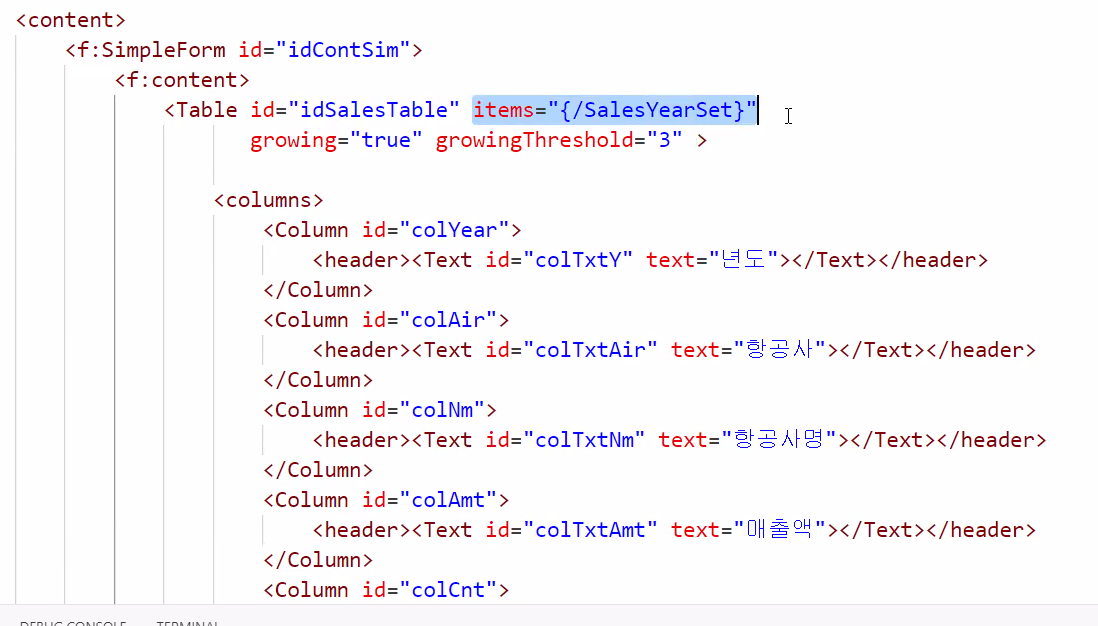 <content>
<f:SimpleForm id="idContSim">
<f:content>
<Table id="idSalesTable" items="{/SalesYearSet}"
growing="true" growingThreshold="3" >
<columns>
<Column id="colYear">
<header><Text id="colTxtY" text="년도"></Text></header>
</Column>
<Column id="colAir">
<header><Text id="colTxtAir" text="항공사"></Text></header>
</Column>
<Column id="colNm">
<header><Text id="colTxtNm" text="항공사명"></Text></header>
</Column>
<Column id="colAmt">
<header><Text id="colTxtAmt" text="매출액"></Text></header>
</Column>
<Column id="colCnt">
DEBUG CONSOLE TERMINAL